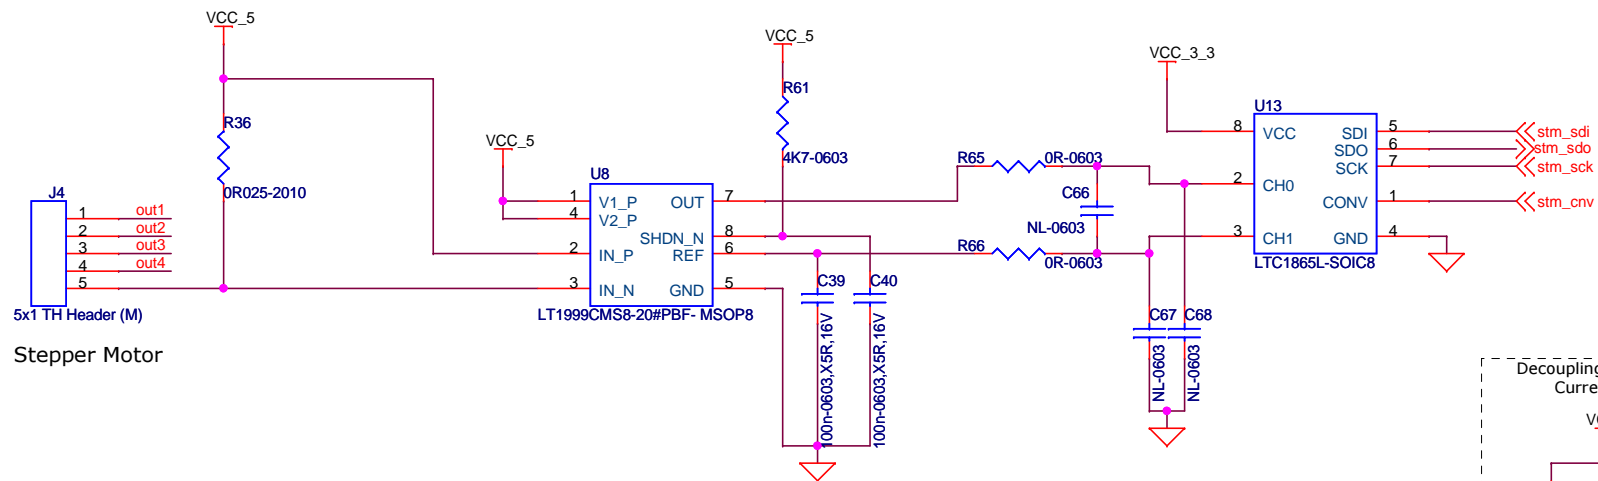 VCC_5
R36
0R025-2010
J4
1
out1
2
out2
3
out3
4
out4
5
5x1 TH Header (M)
Stepper Motor
VCC_5
U8
1
V1_P
4
V2_P
2
IN_P
3
IN_N
OUT
7
SHDN_N
8
REF
6
GND
5
LT1999CMS8-20#PBF- MSOP8
VCC_5
R61
4K7-0603
C39
100n-0603,X5R,16V
C40
100n-0603,X5R,16V
R65
0R-0603
C66
NL-0603
R66
0R-0603
C67
NL-0603
C68
NL-0603
VCC_3_3
U13
8
VCC
2
CH0
3
CH1
SDI
5
stm_sdi
SDO
6
stm_sdo
SCK
7
stm_sck
CONV
1
stm_cnv
GND
4
LTC1865L-SOIC8
Decoupling
Curre